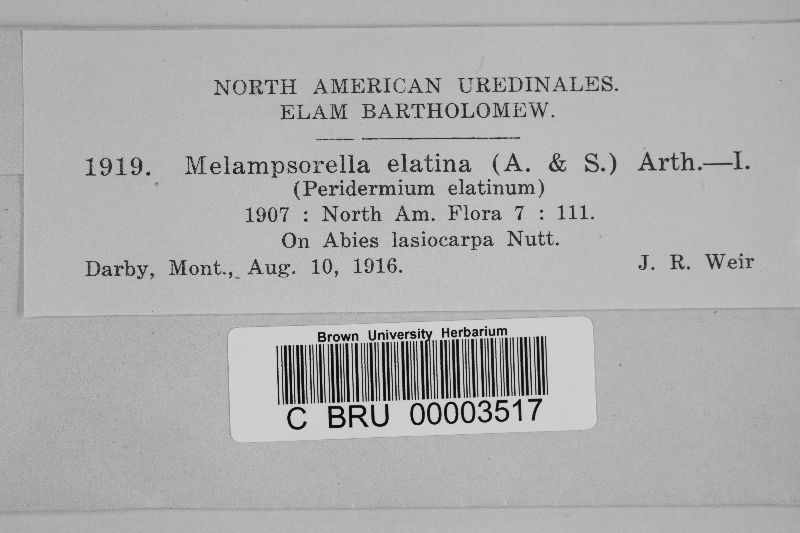 NORTH AMERICAN UREDINALES.
ELAM BARTHOLOMEW.
1919. Melampsorella elatina (A. & S.) Arth.—I.
(Peridermium elatinum)
1907 : North Am. Flora 7 : 111.
On Abies lasiocarpa Nutt.
Darby, Mont., Aug. 10, 1916. J. R. Weir
Brown University Herbarium
C BRU 00003517